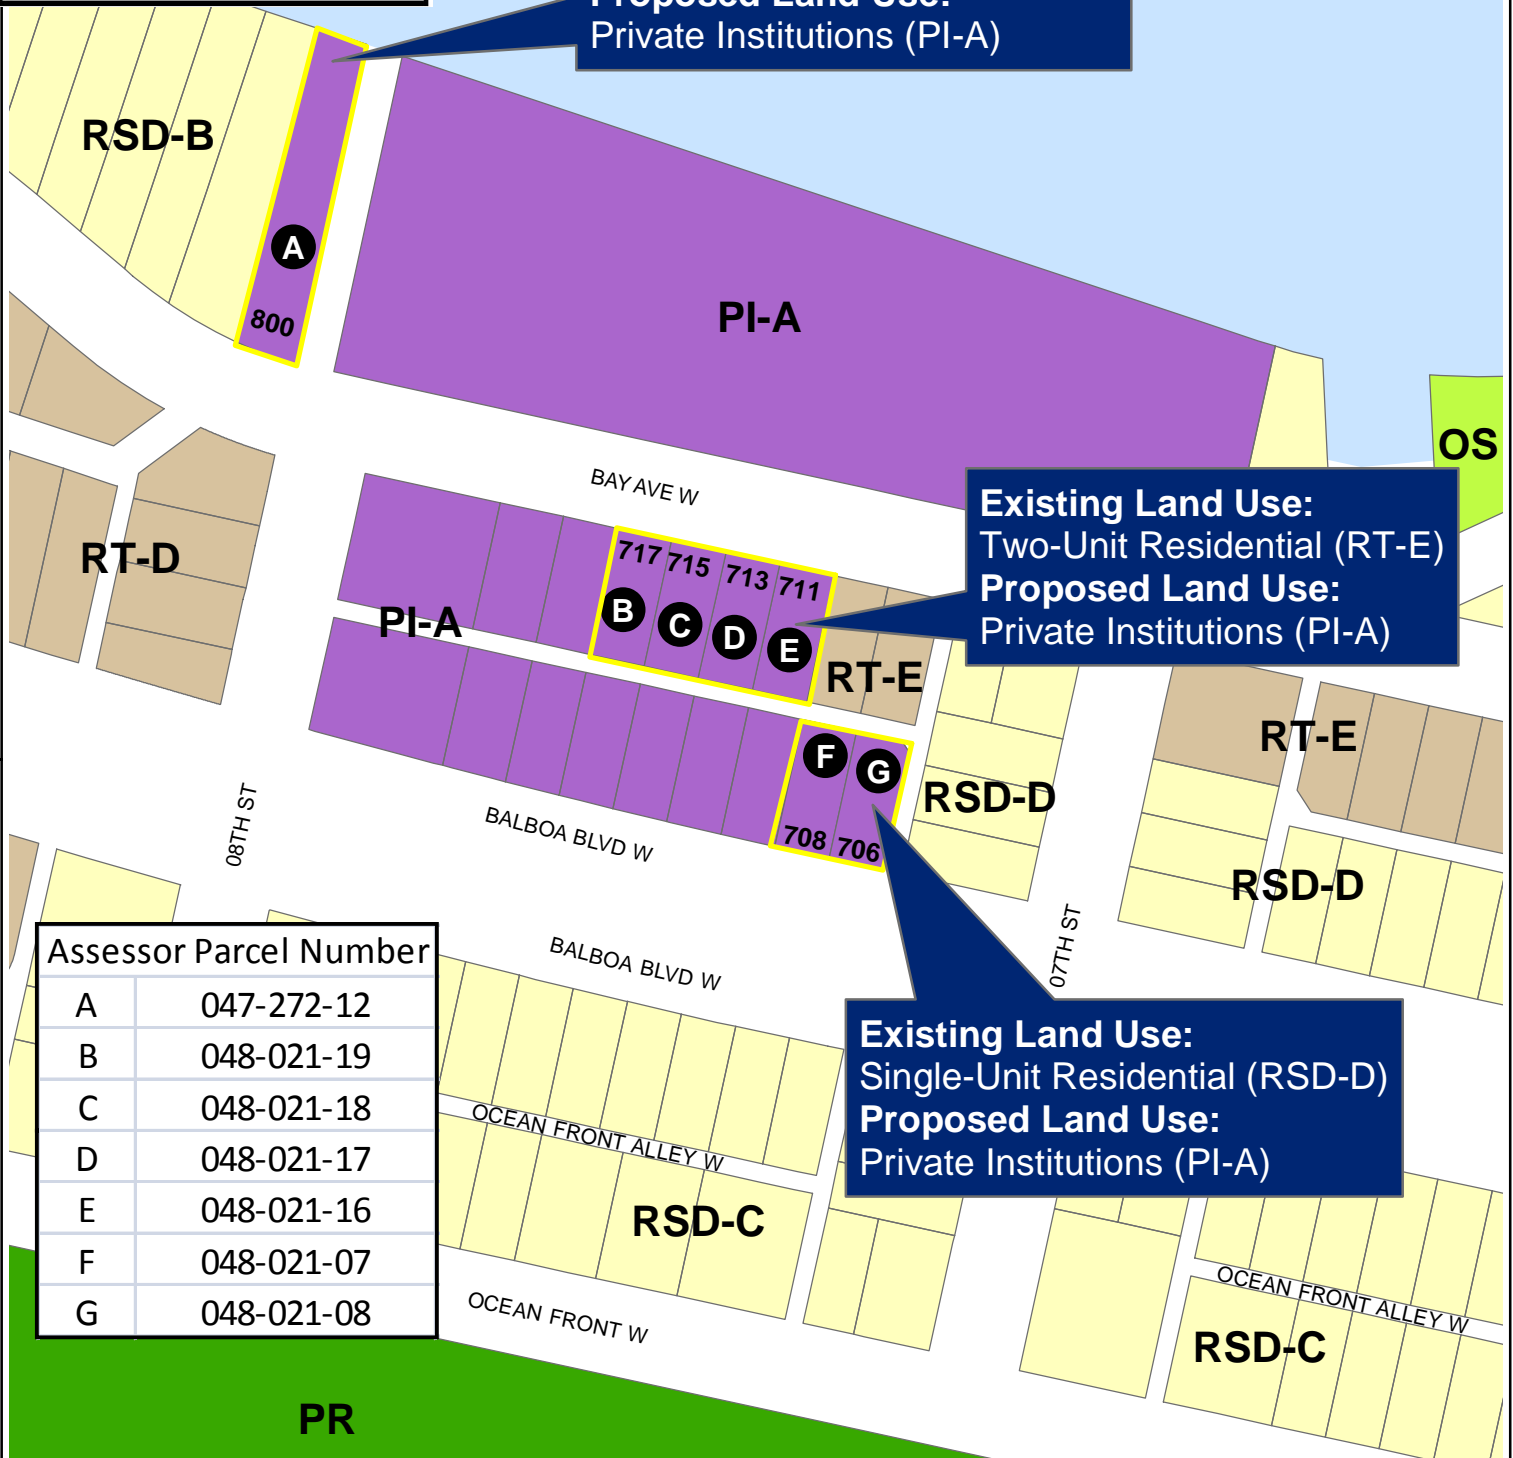 Proposed Land Use:
Private Institutions (PI-A)
RSD-B
A
800
PI-A
OS
BAY AVE W
Existing Land Use:
Two-Unit Residential (RT-E)
Proposed Land Use:
Private Institutions (PI-A)
RT-D
717 715 713 711
PI-A
B C D E
RT-E
RT-E
F G
RSD-D
708 706
08TH ST
BALBOA BLVD W
RSD-D
07TH ST
BALBOA BLVD W
Assessor Parcel Number
A 047-272-12
B 048-021-19
C 048-021-18
D 048-021-17
E 048-021-16
F 048-021-07
G 048-021-08
Existing Land Use:
Single-Unit Residential (RSD-D)
Proposed Land Use:
Private Institutions (PI-A)
OCEAN FRONT ALLEY W
RSD-C
OCEAN FRONT ALLEY W
OCEAN FRONT W
RSD-C
PR